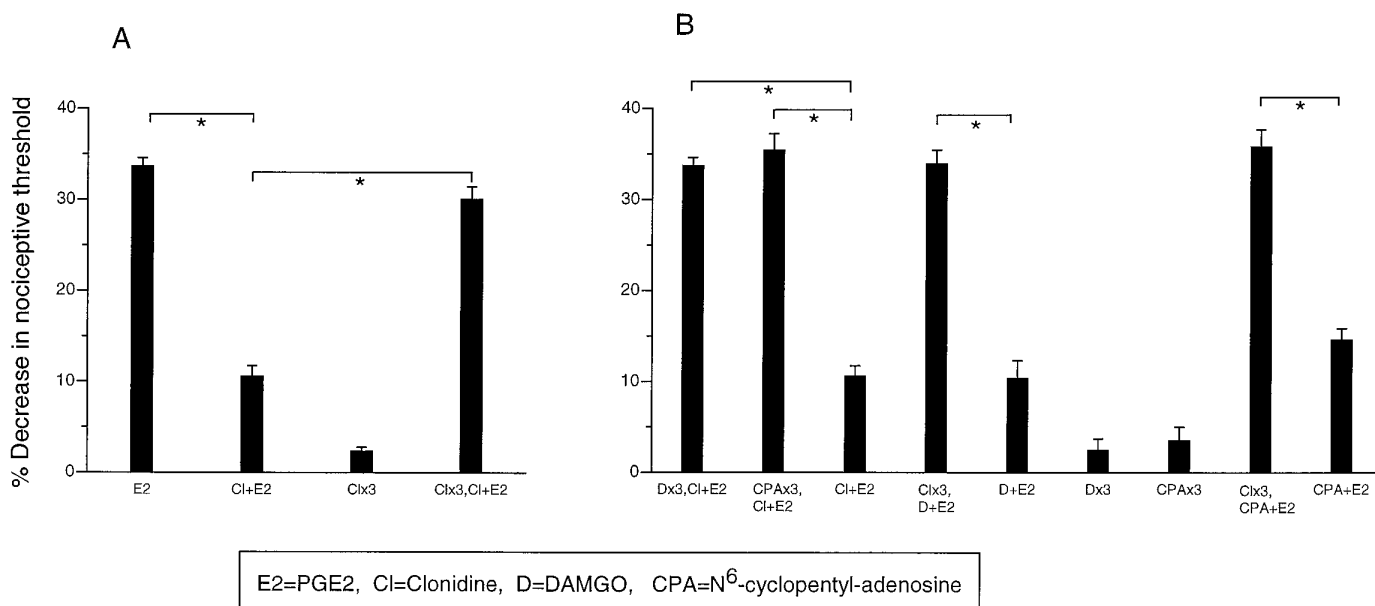 A
B
% Decrease in nociceptive threshold
40
30
20
10
0
*
*
E2
Cl+E2
Clx3
Clx3,Cl+E2
40
30
20
10
0
*
*
*
*
Dx3,Cl+E2
CPAx3,
Cl+E2
Cl+E2
Clx3,
D+E2
D+E2
Dx3
CPAx3
Clx3,
CPA+E2
CPA+E2
E2=PGE2, Cl=Clonidine, D=DAMGO, CPA=N⁶-cyclopentyl-adenosine